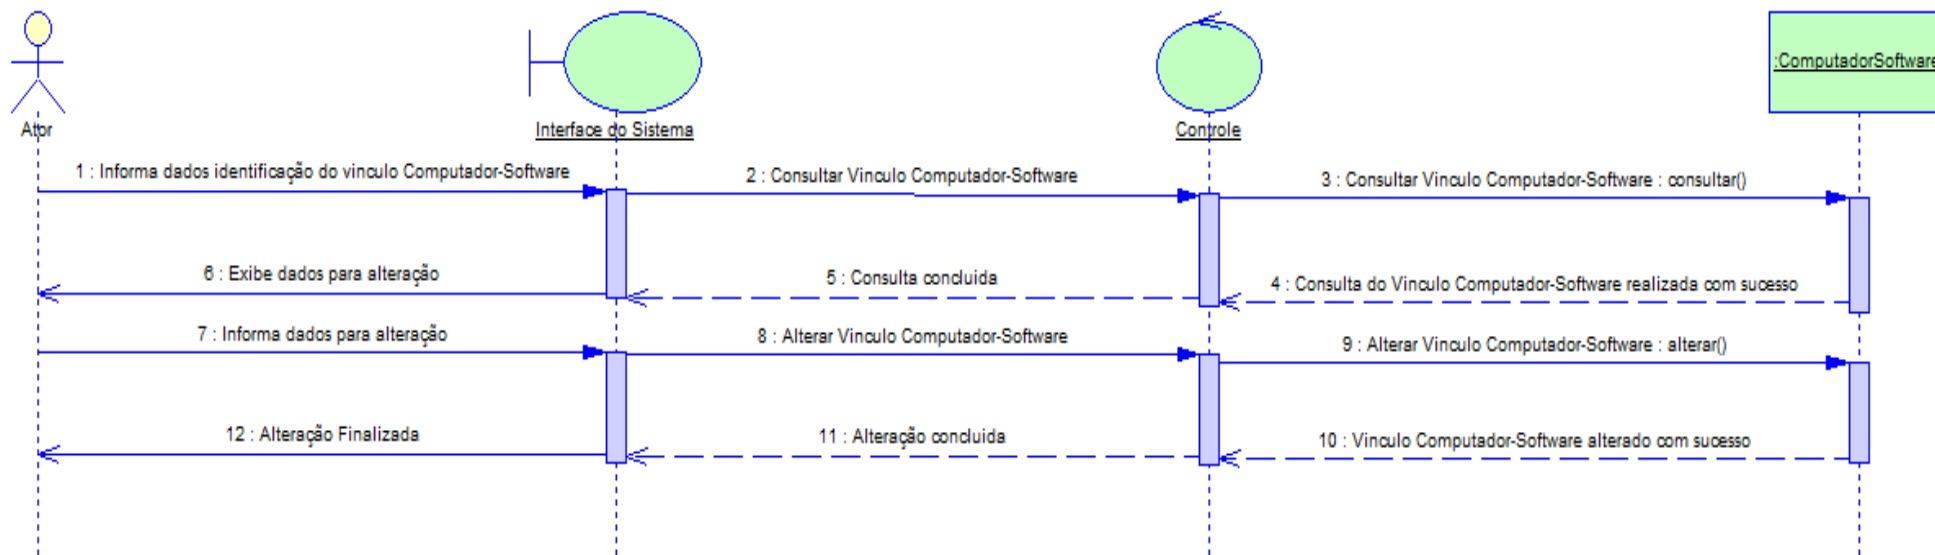 :ComputadorSoftware
Ator
Interface do Sistema
Controle
1 : Informa dados identificação do vinculo Computador-Software
2 : Consultar Vinculo Computador-Software
3 : Consultar Vinculo Computador-Software : consultar()
6 : Exibe dados para alteração
5 : Consulta concluida
4 : Consulta do Vinculo Computador-Software realizada com sucesso
7 : Informa dados para alteração
8 : Alterar Vinculo Computador-Software
9 : Alterar Vinculo Computador-Software : alterar()
12 : Alteração Finalizada
11 : Alteração concluida
10 : Vinculo Computador-Software alterado com sucesso